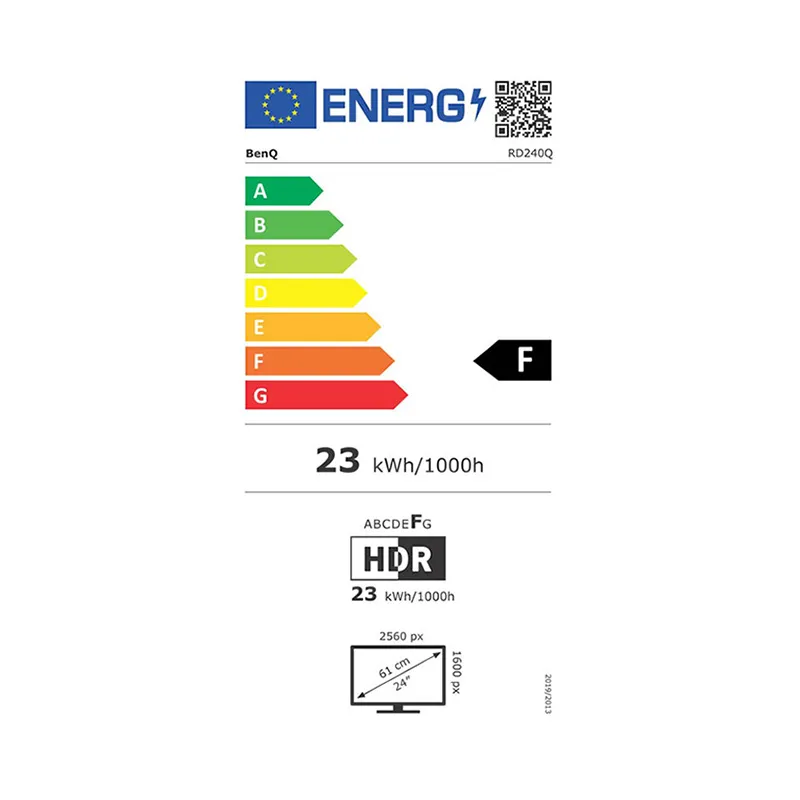 ENERG
BenQ RD240Q
A
B
C
D
E
F
F
G
23 kWh/1000h
ABCDEFG
HDR
23 kWh/1000h
2560 px
1600 px
61 cm
24"
2019/2013